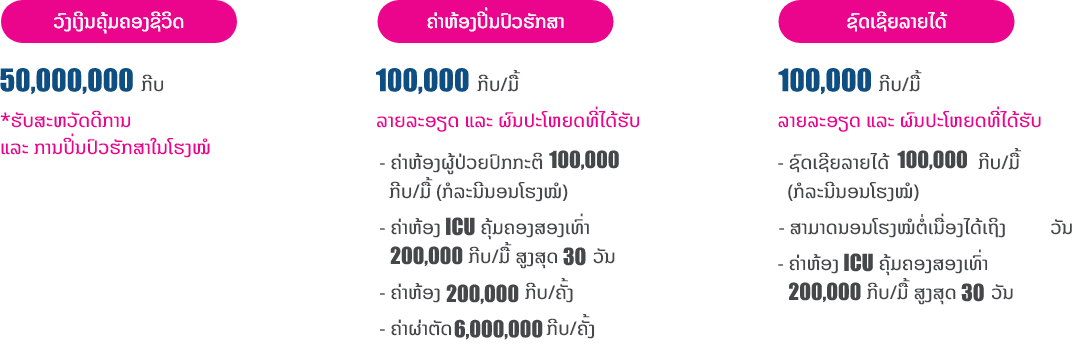 ວົງເງິນຄຸ້ມຄອງຊີວິດ
50,000,000 ກີບ
*ຮັບສະຫວັດດີການ
ແລະ ການປິ່ນປົວຮັກສາໃນໂຮງໝໍ
ຄ່າຫ້ອງປິ່ນປົວຮັກສາ
100,000 ກີບ/ມື້
ລາຍລະອຽດ ແລະ ຜົນປະໂຫຍດທີ່ໄດ້ຮັບ
- ຄ່າຫ້ອງຜູ້ປ່ວຍປົກກະຕິ 100,000
ກີບ/ມື້ (ກໍລະນີນອນໂຮງໝໍ)
- ຄ່າຫ້ອງ ICU ຄຸ້ມຄອງສອງເທົ່າ
200,000 ກີບ/ມື້ ສູງສຸດ 30 ວັນ
- ຄ່າຫ້ອງ 200,000 ກີບ/ຄັ້ງ
- ຄ່າຜ່າຕັດ 6,000,000 ກີບ/ຄັ້ງ
ຊົດເຊີຍລາຍໄດ້
100,000 ກີບ/ມື້
ລາຍລະອຽດ ແລະ ຜົນປະໂຫຍດທີ່ໄດ້ຮັບ
- ຊົດເຊີຍລາຍໄດ້ 100,000 ກີບ/ມື້
(ກໍລະນີນອນໂຮງໝໍ)
- ສາມາດນອນໂຮງໝໍຕໍ່ເນື່ອງໄດ້ເຖິງ ວັນ
- ຄ່າຫ້ອງ ICU ຄຸ້ມຄອງສອງເທົ່າ
200,000 ກີບ/ມື້ ສູງສຸດ 30 ວັນ